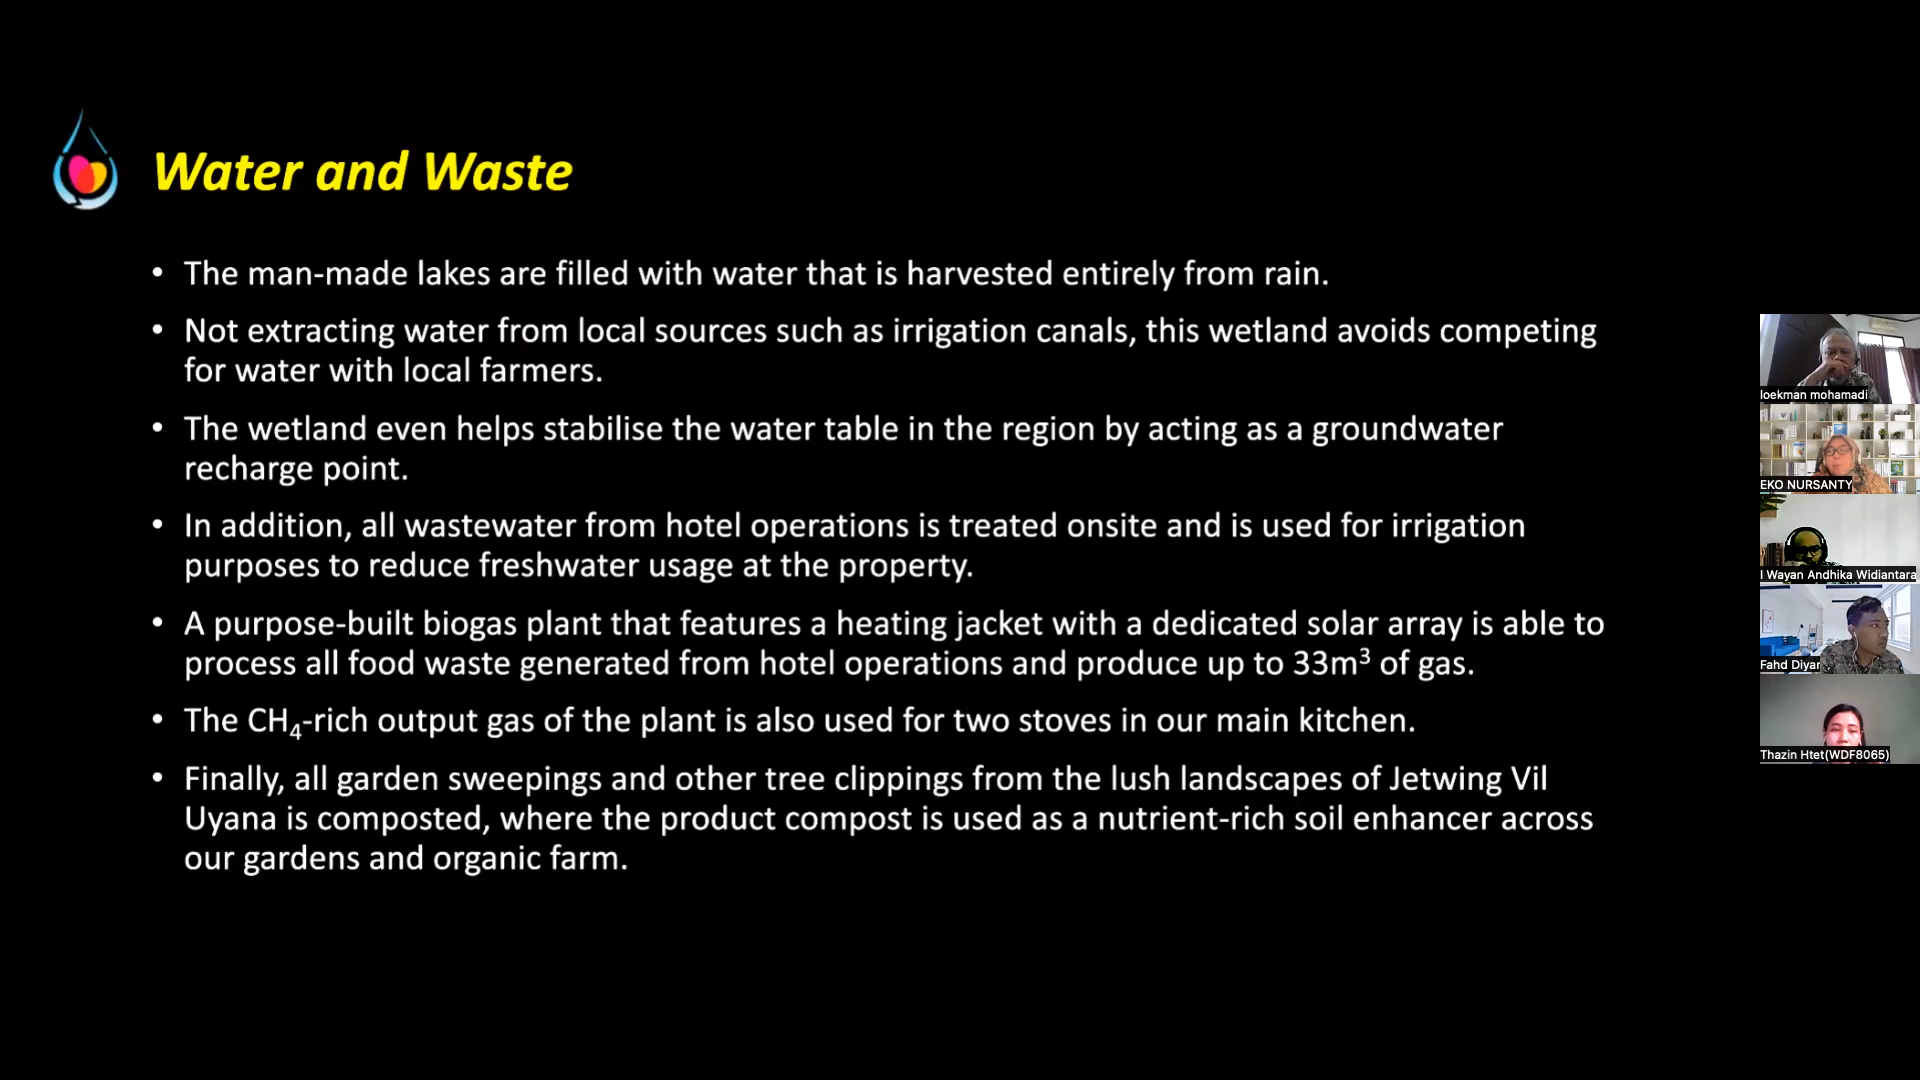 Water and Waste
• The man-made lakes are filled with water that is harvested entirely from rain.
• Not extracting water from local sources such as irrigation canals, this wetland avoids competing
for water with local farmers.
• The wetland even helps stabilise the water table in the region by acting as a groundwater
recharge point.
• In addition, all wastewater from hotel operations is treated onsite and is used for irrigation
purposes to reduce freshwater usage at the property.
• A purpose-built biogas plant that features a heating jacket with a dedicated solar array is able to
process all food waste generated from hotel operations and produce up to 33m³ of gas.
• The CH₄-rich output gas of the plant is also used for two stoves in our main kitchen.
• Finally, all garden sweepings and other tree clippings from the lush landscapes of Jetwing Vil
Uyana is composted, where the product compost is used as a nutrient-rich soil enhancer across
our gardens and organic farm.
loekman mohamadi
EKO NURSANTY
I Wayan Andhika Widiantara
Fahd Diyar
Thazin Htet(WDF8065)